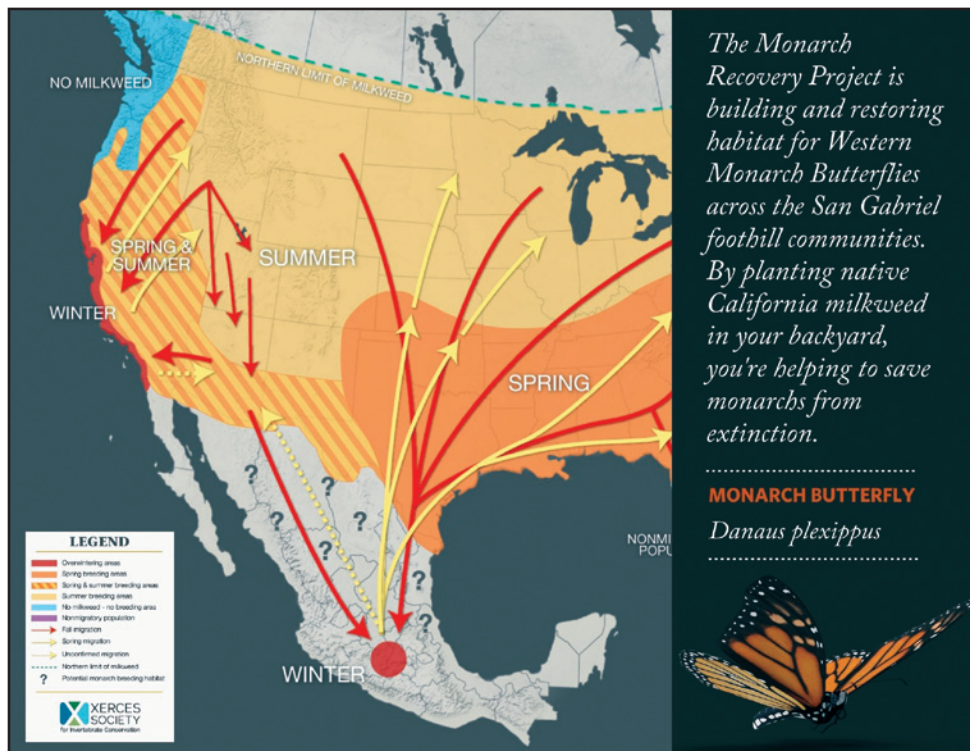 NO MILKWEED
NORTHERN LIMIT OF MILKWEED
SPRING &
SUMMER
SUMMER
WINTER
SPRING
WINTER
NONMI
POPU
?
?
?
?
?
?
?
LEGEND
Overwintering areas
Spring breeding areas
Spring & summer breeding areas
Summer breeding areas
No milkweed - no breeding area
Nonmigratory population
Fall migration
Spring migration
Unconfirmed migration
Northern limit of milkweed
? Potential monarch breeding habitat
XERCES
SOCIETY
for Invertebrate Conservation
The Monarch
Recovery Project is
building and restoring
habitat for Western
Monarch Butterflies
across the San Gabriel
foothill communities.
By planting native
California milkweed
in your backyard,
you're helping to save
monarchs from
extinction.
MONARCH BUTTERFLY
Danaus plexippus